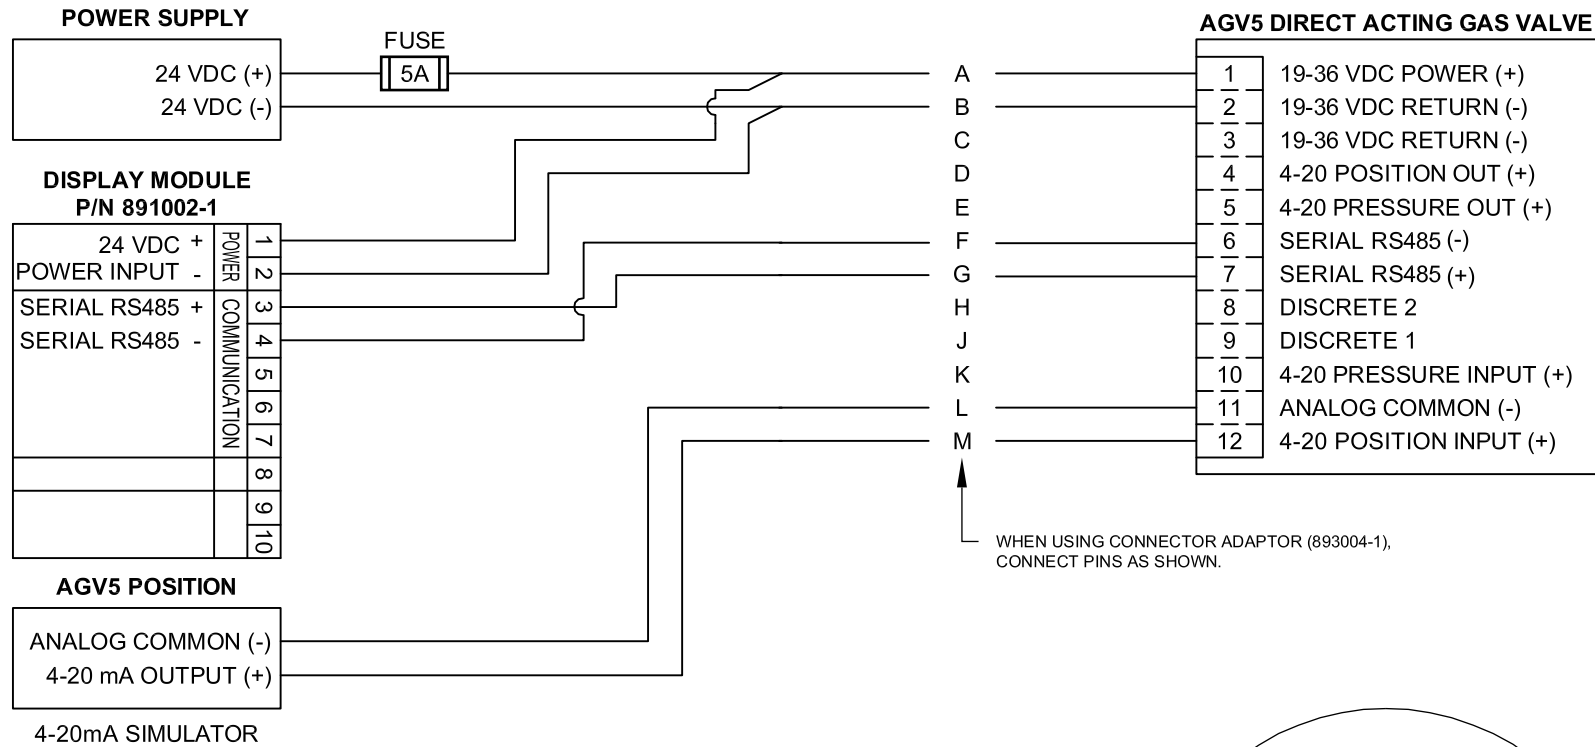 POWER SUPPLY
24 VDC (+)
24 VDC (-)
FUSE
5A
DISPLAY MODULE
P/N 891002-1
24 VDC +
POWER INPUT -
SERIAL RS485 +
SERIAL RS485 -
POWER
COMMUNICATION
1
2
3
4
5
6
7
8
9
10
AGV5 POSITION
ANALOG COMMON (-)
4-20 mA OUTPUT (+)
4-20mA SIMULATOR
A
B
C
D
E
F
G
H
J
K
L
M
WHEN USING CONNECTOR ADAPTOR (893004-1),
CONNECT PINS AS SHOWN.
AGV5 DIRECT ACTING GAS VALVE
1 19-36 VDC POWER (+)
2 19-36 VDC RETURN (-)
3 19-36 VDC RETURN (-)
4 4-20 POSITION OUT (+)
5 4-20 PRESSURE OUT (+)
6 SERIAL RS485 (-)
7 SERIAL RS485 (+)
8 DISCRETE 2
9 DISCRETE 1
10 4-20 PRESSURE INPUT (+)
11 ANALOG COMMON (-)
12 4-20 POSITION INPUT (+)